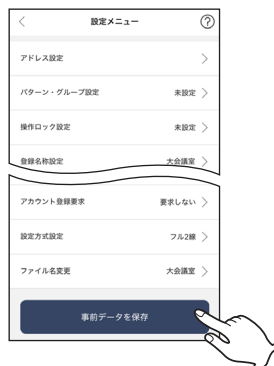 設定メニュー ?
アドレス設定
パターン・グループ設定 未設定
操作ロック設定 未設定
登録名称設定 大会議室
アカウント登録要求 要求しない
設定方式設定 フル2線
ファイル名変更 大会議室
事前データを保存